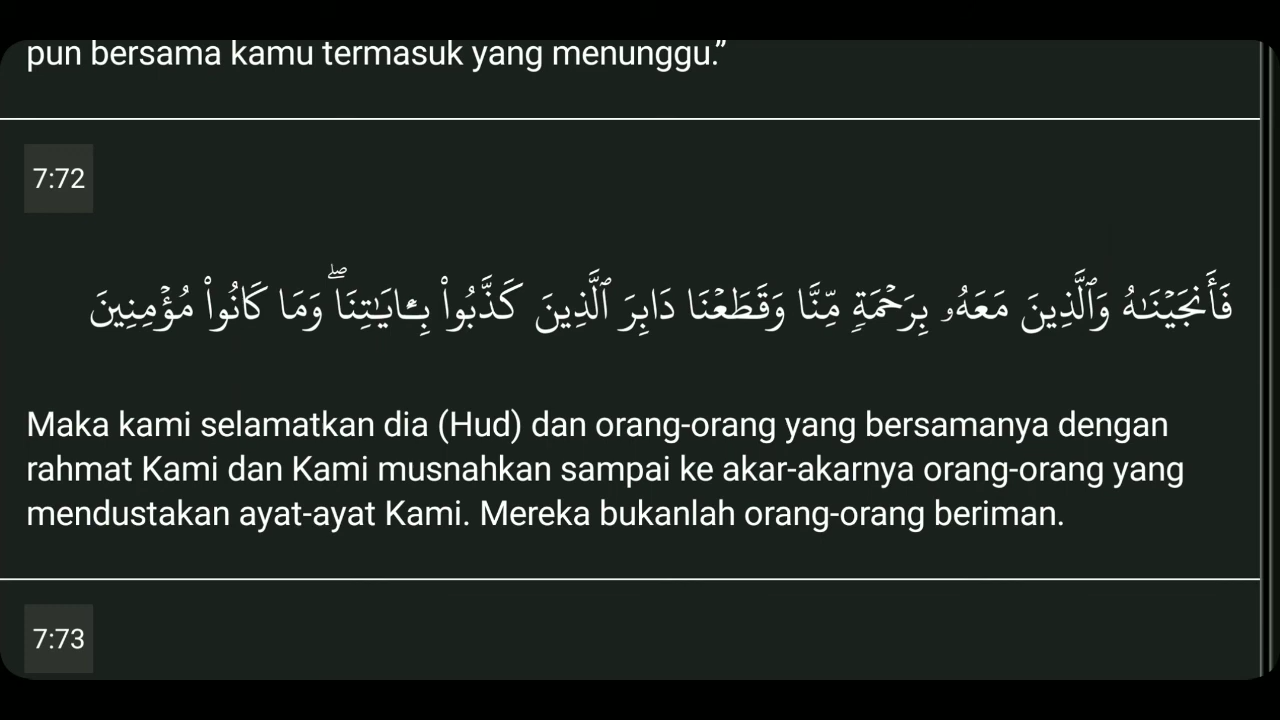 pun bersama kamu termasuk yang menunggu.”
7:72
فَأَنجَيْنَـٰهُ وَٱلَّذِينَ مَعَهُۥ بِرَحْمَةٍ مِّنَّا وَقَطَعْنَا دَابِرَ ٱلَّذِينَ كَذَّبُوا۟ بِـَٔايَـٰتِنَا ۖ وَمَا كَانُوا۟ مُؤْمِنِينَ
Maka kami selamatkan dia (Hud) dan orang-orang yang bersamanya dengan
rahmat Kami dan Kami musnahkan sampai ke akar-akarnya orang-orang yang
mendustakan ayat-ayat Kami. Mereka bukanlah orang-orang beriman.
7:73